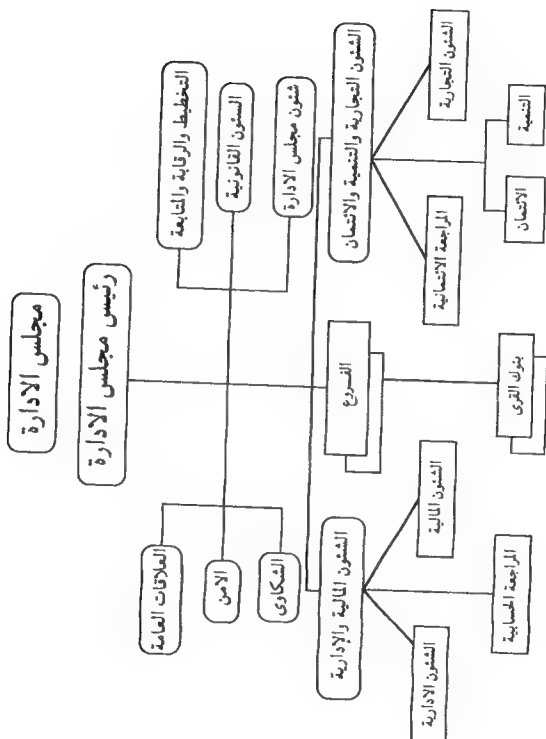 مجلس الادارة
رئيس مجلس الادارة
التخطيط والرقابة والمتابعة
الشئون القانونية
شئون مجلس الادارة
العلاقات العامة
الامن
الشكاوى
الشئون التجارية والتنمية والائتمان
الفروع
الشئون المالية والإدارية
الشئون التجارية
المراجعة الائتمانية
التنمية
الائتمان
بنوك القرى
الشئون المالية
المراجعة الحسابية
الشئون الادارية